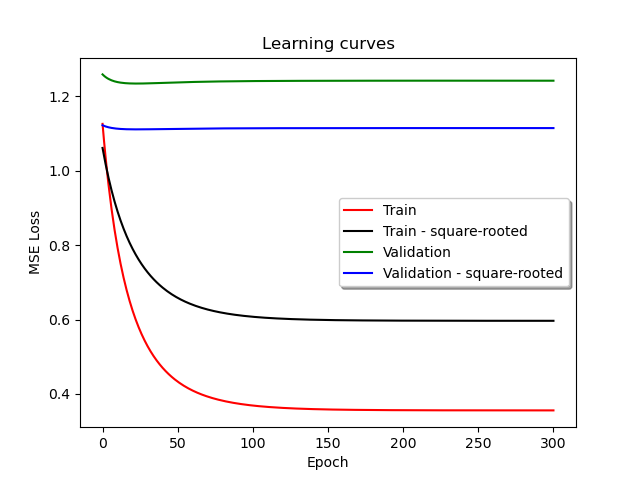 Learning curves
MSE Loss
1.2
1.0
0.8
0.6
0.4
Train
Train - square-rooted
Validation
Validation - square-rooted
0 50 100 150 200 250 300
Epoch